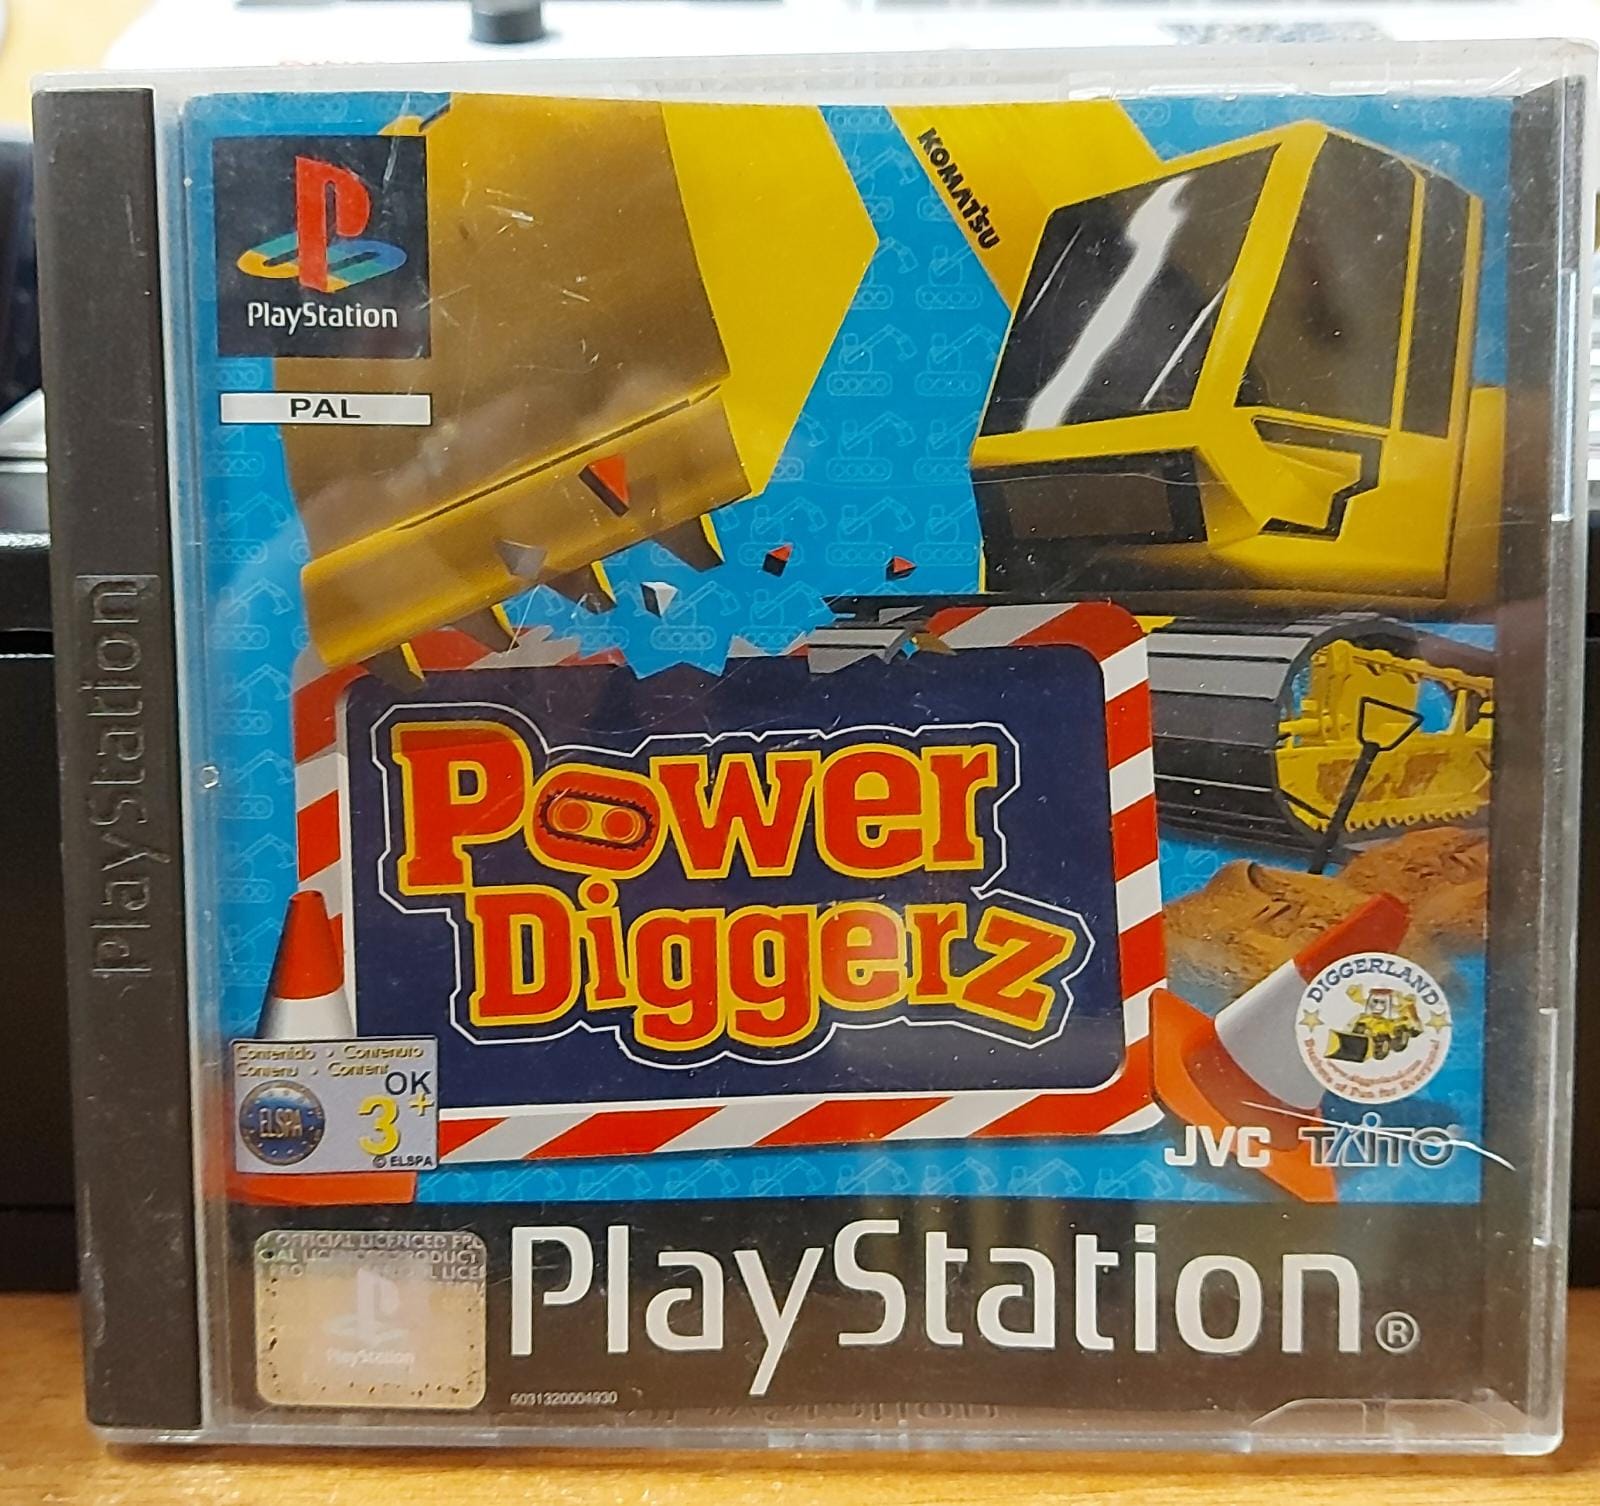 PlayStation
PlayStation
PAL
KOMATSU
Power
Diggerz
Contenido • Contenuto
Contenu • Content
OK
3+
ELSPA
© ELSPA
DIGGERLAND
JVC TAITO
PlayStation®
PlayStation
5031320004930